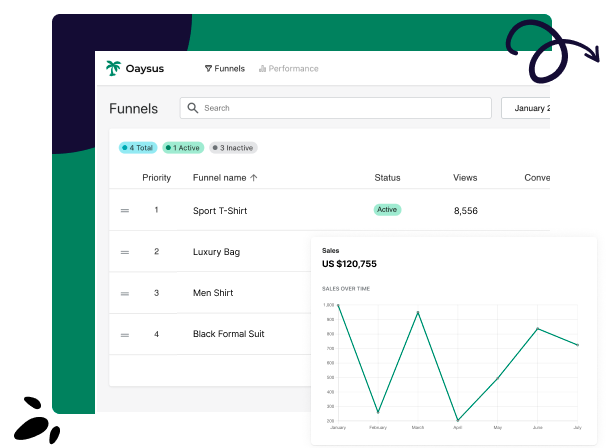 Oaysus
Funnels Performance
Funnels Search January 2
4 Total 1 Active 3 Inactive
Priority Funnel name Status Views Conve
1 Sport T-Shirt Active 8,556
2 Luxury Bag
3 Men Shirt
4 Black Formal Suit
Sales
US $120,755
SALES OVER TIME
1,000
900
800
700
600
500
400
300
200
January February March April May June July